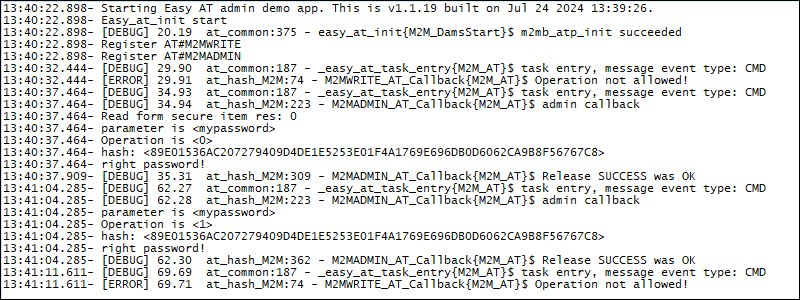 13:40:22.898- Starting Easy AT admin demo app. This is v1.1.19 built on Jul 24 2024 13:39:26.
13:40:22.898- Easy_at_init start
13:40:22.898- [DEBUG] 20.19  at_common:375 - easy_at_init{M2M_DamsStart}$ m2mb_atp_init succeeded
13:40:22.898- Register AT#M2MWRITE
13:40:22.898- Register AT#M2MADMIN
13:40:32.444- [DEBUG] 29.90  at_common:187 - _easy_at_task_entry{M2M_AT}$ task entry, message event type: CMD
13:40:32.444- [ERROR] 29.91  at_hash_M2M:74 - M2MWRITE_AT_Callback{M2M_AT}$ Operation not allowed!
13:40:37.464- [DEBUG] 34.93  at_common:187 - _easy_at_task_entry{M2M_AT}$ task entry, message event type: CMD
13:40:37.464- [DEBUG] 34.94  at_hash_M2M:223 - M2MADMIN_AT_Callback{M2M_AT}$ admin callback
13:40:37.464- Read form secure item res: 0
13:40:37.464- parameter is <mypassword>
13:40:37.464- Operation is <0>
13:40:37.464- hash: <89E01536AC207279409D4DE1E5253E01F4A1769E696DB0D6062CA9B8F56767C8>
13:40:37.464- right password!
13:40:37.909- [DEBUG] 35.31  at_hash_M2M:309 - M2MADMIN_AT_Callback{M2M_AT}$ Release SUCCESS was OK
13:41:04.285- [DEBUG] 62.27  at_common:187 - _easy_at_task_entry{M2M_AT}$ task entry, message event type: CMD
13:41:04.285- [DEBUG] 62.28  at_hash_M2M:223 - M2MADMIN_AT_Callback{M2M_AT}$ admin callback
13:41:04.285- parameter is <mypassword>
13:41:04.285- Operation is <1>
13:41:04.285- hash: <89E01536AC207279409D4DE1E5253E01F4A1769E696DB0D6062CA9B8F56767C8>
13:41:04.285- right password!
13:41:04.285- [DEBUG] 62.30  at_hash_M2M:362 - M2MADMIN_AT_Callback{M2M_AT}$ Release SUCCESS was OK
13:41:11.611- [DEBUG] 69.69  at_common:187 - _easy_at_task_entry{M2M_AT}$ task entry, message event type: CMD
13:41:11.611- [ERROR] 69.71  at_hash_M2M:74 - M2MWRITE_AT_Callback{M2M_AT}$ Operation not allowed!